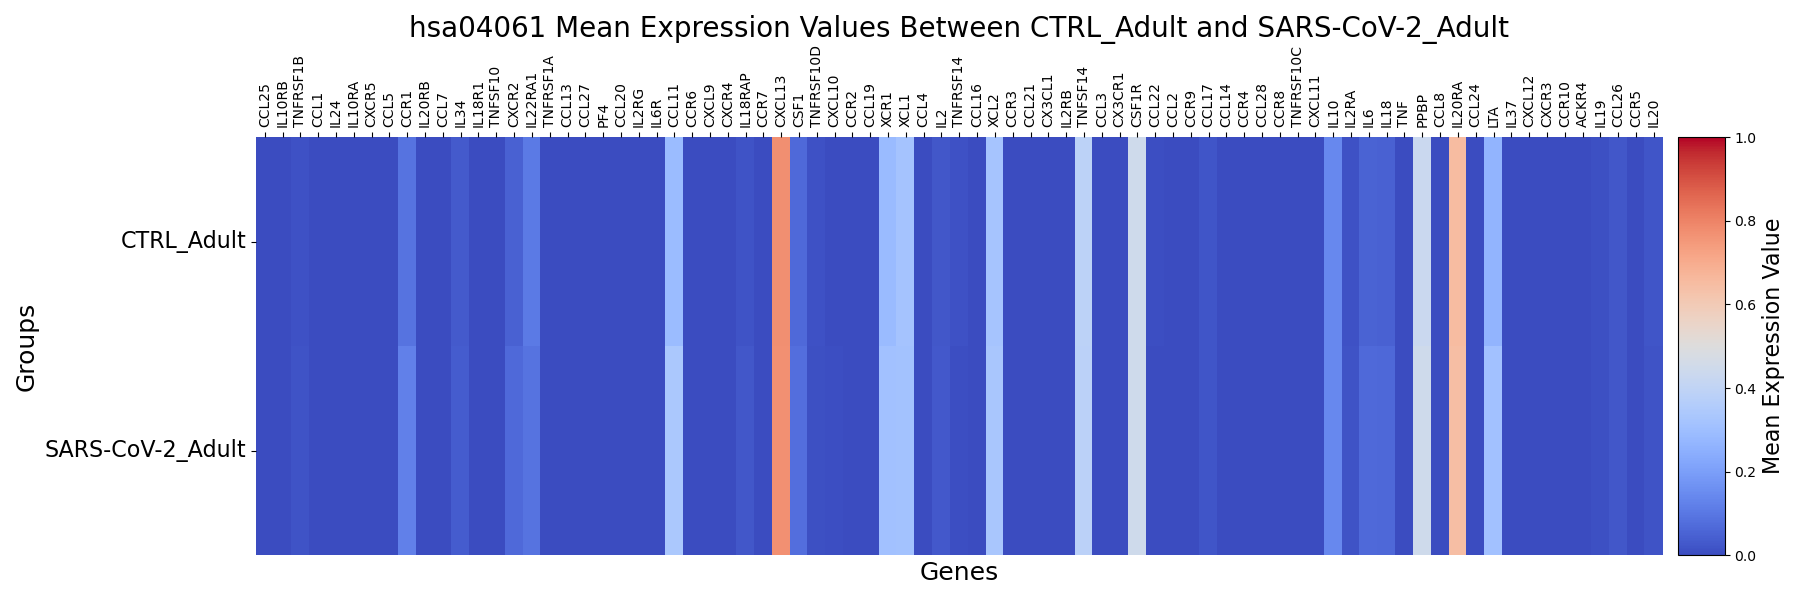 hsa04061 Mean Expression Values Between CTRL_Adult and SARS-CoV-2_Adult
CCL25
IL10RB
TNFRSF1B
CCL1
IL24
IL10RA
CXCR5
CCL5
CCR1
IL20RB
CCL7
IL34
IL18R1
TNFSF10
CXCR2
IL22RA1
TNFRSF1A
CCL13
CCL27
PF4
CCL20
IL2RG
IL6R
CCL11
CCR6
CXCL9
CXCR4
IL18RAP
CCR7
CXCL13
CSF1
TNFRSF10D
CXCL10
CCR2
CCL19
XCR1
XCL1
CCL4
IL2
TNFRSF14
CCL16
XCL2
CCR3
CCL21
CX3CL1
IL2RB
TNFSF14
CCL3
CX3CR1
CSF1R
CCL22
CCL2
CCR9
CCL17
CCL14
CCR4
CCL28
CCR8
TNFRSF10C
CXCL11
IL10
IL2RA
IL6
IL18
TNF
PPBP
CCL8
IL20RA
CCL24
LTA
IL37
CXCL12
CXCR3
CCR10
ACKR4
IL19
CCL26
CCR5
IL20
CTRL_Adult
SARS-CoV-2_Adult
Groups
Genes
1.0
0.8
0.6
0.4
0.2
0.0
Mean Expression Value